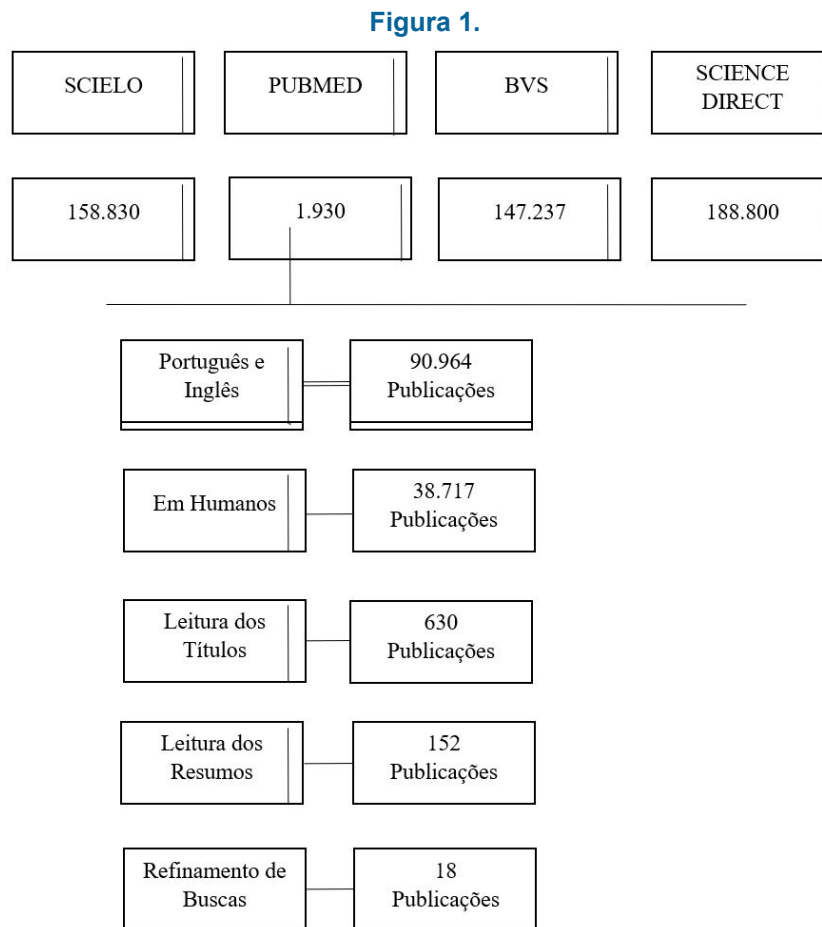 Figura 1.
SCIELO
PUBMED
BVS
SCIENCE
DIRECT
158.830
1.930
147.237
188.800
Português e
Inglês
90.964
Publicações
Em Humanos
38.717
Publicações
Leitura dos
Títulos
630
Publicações
Leitura dos
Resumos
152
Publicações
Refinamento de
Buscas
18
Publicações